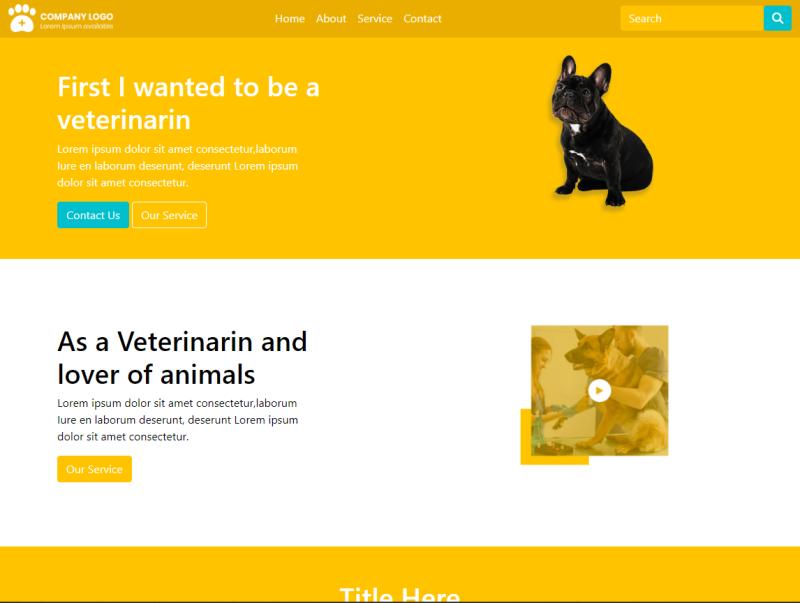 COMPANY LOGO
Lorem ipsum available
Home About Service Contact
Search
First I wanted to be a
veterinarin
Lorem ipsum dolor sit amet consectetur,laborum
Iure en laborum deserunt, deserunt Lorem ipsum
dolor sit amet consectetur.
Contact Us Our Service
As a Veterinarin and
lover of animals
Lorem ipsum dolor sit amet consectetur,laborum
Iure en laborum deserunt, deserunt Lorem ipsum
dolor sit amet consectetur.
Our Service
Title Here